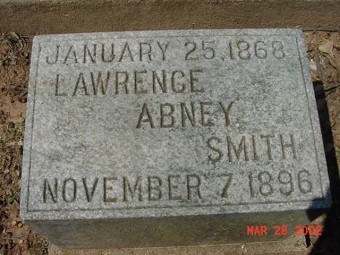 JANUARY 25, 1868
LAWRENCE
ABNEY.
SMITH
NOVEMBER 7 1896
MAR 28 2002